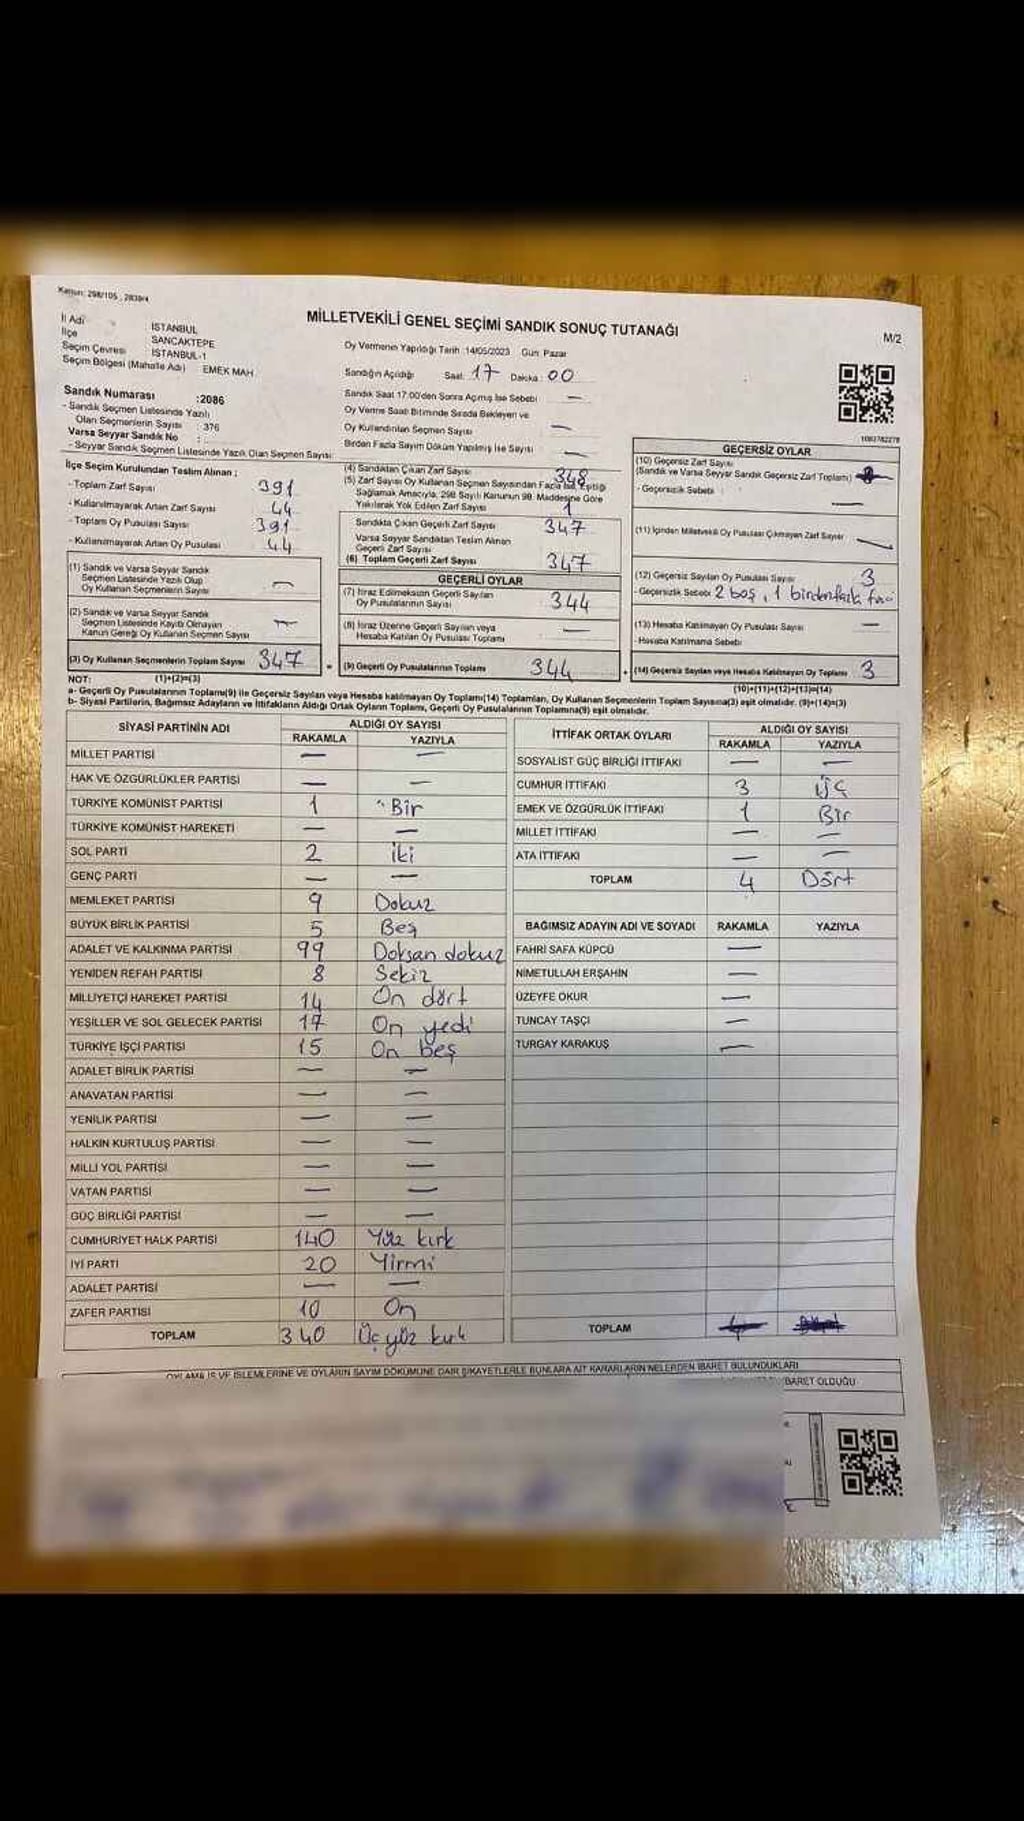 Kanun: 298/105 , 2839/4
MİLLETVEKİLİ GENEL SEÇİMİ SANDIK SONUÇ TUTANAĞI
M/2
İl Adı : İSTANBUL
İlçe : SANCAKTEPE
Seçim Çevresi : İSTANBUL-1
Seçim Bölgesi (Mahalle Adı) EMEK MAH
Sandık Numarası :2086
- Sandık Seçmen Listesinde Yazılı
Olan Seçmenlerin Sayısı : 376
Varsa Seyyar Sandık No :
- Seyyar Sandık Seçmen Listesinde Yazılı Olan Seçmen Sayısı
Oy Vermenin Yapıldığı Tarih :14/05/2023 Gün: Pazar
Sandığın Açıldığı Saat: 17 Dakika: 00
Sandık Saat 17:00'den Sonra Açılmış İse Sebebi —
Oy Verme Saati Bitiminde Sırada Bekleyen ve
Oy Kullandırılan Seçmen Sayısı —
Birden Fazla Sayım Döküm Yapılmış İse Sayısı —
1083782278
İlçe Seçim Kurulundan Teslim Alınan :
- Toplam Zarf Sayısı 391
- Kullanılmayarak Artan Zarf Sayısı 44
- Toplam Oy Pusulası Sayısı 391
- Kullanılmayarak Artan Oy Pusulası 44
(1) Sandık ve Varsa Seyyar Sandık
Seçmen Listesinde Yazılı Olup
Oy Kullanan Seçmenlerin Sayısı —
(2) Sandık ve Varsa Seyyar Sandık
Seçmen Listesinde Kayıtlı Olmayan
Kanun Gereği Oy Kullanan Seçmen Sayısı —
(3) Oy Kullanan Seçmenlerin Toplam Sayısı 347
(4) Sandıktan Çıkan Zarf Sayısı 348
(5) Zarf Sayısı Oy Kullanan Seçmen Sayısından Fazla İse, Eşitliği
Sağlamak Amacıyla, 298 Sayılı Kanunun 98. Maddesine Göre
Yakılarak Yok Edilen Zarf Sayısı 1
Sandıkta Çıkan Geçerli Zarf Sayısı 347
Varsa Seyyar Sandıktan Teslim Alınan
Geçerli Zarf Sayısı
(6) Toplam Geçerli Zarf Sayısı 347
GEÇERLİ OYLAR
(7) İtiraz Edilmeksizin Geçerli Sayılan
Oy Pusulalarının Sayısı 344
(8) İtiraz Üzerine Geçerli Sayılan veya
Hesaba Katılan Oy Pusulası Toplamı —
(9) Geçerli Oy Pusulalarının Toplamı 344
GEÇERSİZ OYLAR
(10) Geçersiz Zarf Sayısı
(Sandık ve Varsa Seyyar Sandık Geçersiz Zarf Toplamı)
- Geçersizlik Sebebi : —
(11) İçinden Milletvekili Oy Pusulası Çıkmayan Zarf Sayısı —
(12) Geçersiz Sayılan Oy Pusulası Sayısı 3
- Geçersizlik Sebebi 2 boş, 1 birden fazla
(13) Hesaba Katılmayan Oy Pusulası Sayısı —
- Hesaba Katılmama Sebebi
(14) Geçersiz Sayılan veya Hesaba Katılmayan Oy Toplamı 3
NOT: (1)+(2)=(3) (10)+(11)+(12)+(13)=(14)
a- Geçerli Oy Pusulalarının Toplamı(9) ile Geçersiz Sayılan veya Hesaba katılmayan Oy Toplamı(14) Toplamları, Oy Kullanan Seçmenlerin Toplam Sayısına(3) eşit olmalıdır. (9)+(14)=(3)
b- Siyasi Partilerin, Bağımsız Adayların ve İttifakların Aldığı Ortak Oyların Toplamı, Geçerli Oy Pusulalarının Toplamına(9) eşit olmalıdır.
SİYASİ PARTİNİN ADI ALDIĞI OY SAYISI
RAKAMLA YAZIYLA
MİLLET PARTİSİ — —
HAK VE ÖZGÜRLÜKLER PARTİSİ — —
TÜRKİYE KOMÜNİST PARTİSİ 1 Bir
TÜRKİYE KOMÜNİST HAREKETİ — —
SOL PARTİ 2 iki
GENÇ PARTİ — —
MEMLEKET PARTİSİ 9 Dokuz
BÜYÜK BİRLİK PARTİSİ 5 Beş
ADALET VE KALKINMA PARTİSİ 99 Doksan dokuz
YENİDEN REFAH PARTİSİ 8 Sekiz
MİLLİYETÇİ HAREKET PARTİSİ 14 On dört
YEŞİLLER VE SOL GELECEK PARTİSİ 17 On yedi
TÜRKİYE İŞÇİ PARTİSİ 15 On beş
ADALET BİRLİK PARTİSİ — —
ANAVATAN PARTİSİ — —
YENİLİK PARTİSİ — —
HALKIN KURTULUŞ PARTİSİ — —
MİLLİ YOL PARTİSİ — —
VATAN PARTİSİ — —
GÜÇ BİRLİĞİ PARTİSİ — —
CUMHURİYET HALK PARTİSİ 140 Yüz kırk
İYİ PARTİ 20 Yirmi
ADALET PARTİSİ — —
ZAFER PARTİSİ 10 On
TOPLAM 340 Üç yüz kırk
İTTİFAK ORTAK OYLARI ALDIĞI OY SAYISI
RAKAMLA YAZIYLA
SOSYALİST GÜÇ BİRLİĞİ İTTİFAKI — —
CUMHUR İTTİFAKI 3 Üç
EMEK VE ÖZGÜRLÜK İTTİFAKI 1 Bir
MİLLET İTTİFAKI — —
ATA İTTİFAKI — —
TOPLAM 4 Dört
BAĞIMSIZ ADAYIN ADI VE SOYADI RAKAMLA YAZIYLA
FAHRİ SAFA KÜPCÜ —
NİMETULLAH ERŞAHİN —
ÜZEYFE OKUR —
TUNCAY TAŞÇI —
TURGAY KARAKUŞ —
TOPLAM
OYLAMA İŞ VE İŞLEMLERİNE VE OYLARIN SAYIM DÖKÜMÜNE DAİR ŞİKAYETLERLE BUNLARA AİT KARARLARIN NELERDEN İBARET BULUNDUKLARI
BARET OLDUĞU